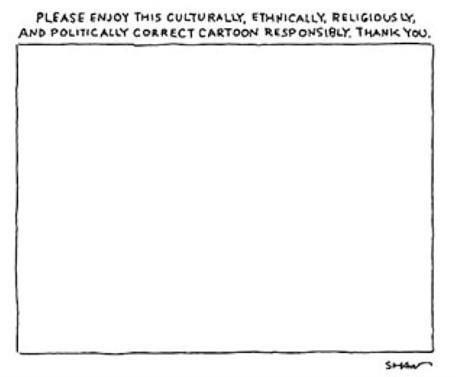 PLEASE ENJOY THIS CULTURALLY, ETHNICALLY, RELIGIOUSLY,
AND POLITICALLY CORRECT CARTOON RESPONSIBLY. THANK YOU.
SHAW